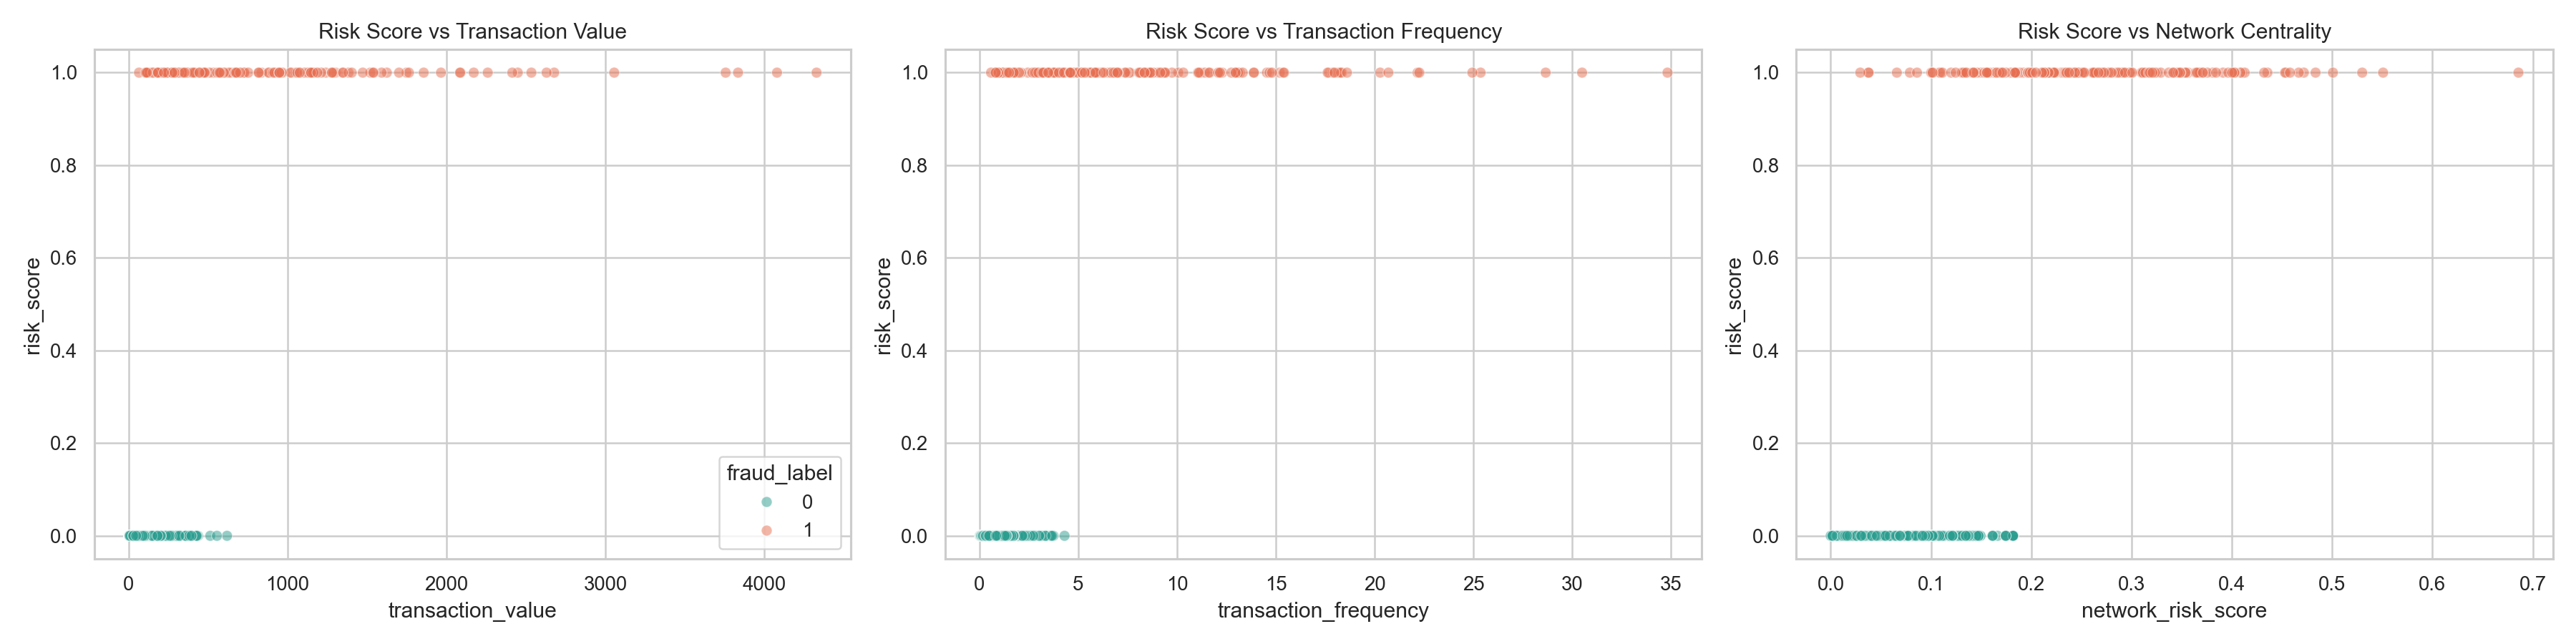 Risk Score vs Transaction Value
1.0
0.8
0.6
0.4
0.2
0.0
risk_score
0 1000 2000 3000 4000
transaction_value
fraud_label
0
1
Risk Score vs Transaction Frequency
1.0
0.8
0.6
0.4
0.2
0.0
risk_score
0 5 10 15 20 25 30 35
transaction_frequency
Risk Score vs Network Centrality
1.0
0.8
0.6
0.4
0.2
0.0
risk_score
0.0 0.1 0.2 0.3 0.4 0.5 0.6 0.7
network_risk_score